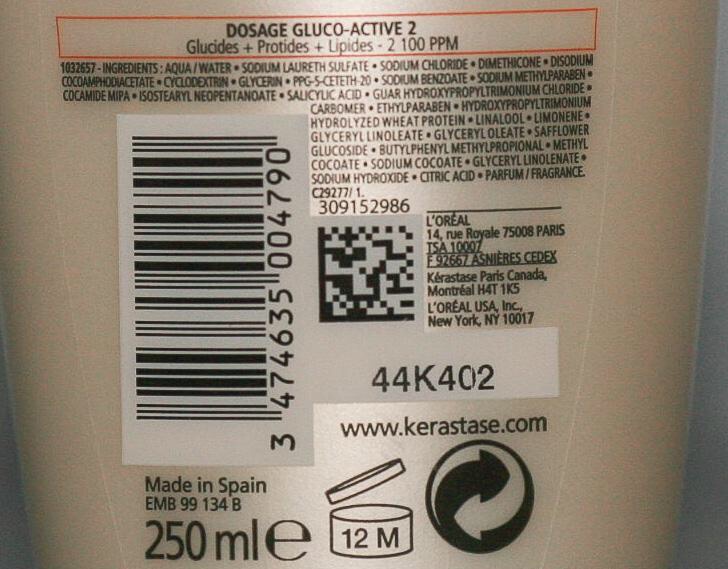 DOSAGE GLUCO-ACTIVE 2
Glucides + Protides + Lipides - 2 100 PPM
1032657 - INGREDIENTS : AQUA / WATER • SODIUM LAURETH SULFATE • SODIUM CHLORIDE • DIMETHICONE • DISODIUM
COCOAMPHODIACETATE • CYCLODEXTRIN • GLYCERIN • PPG-5-CETETH-20 • SODIUM BENZOATE • SODIUM METHYLPARABEN •
COCAMIDE MIPA • ISOSTEARYL NEOPENTANOATE • SALICYLIC ACID • GUAR HYDROXYPROPYLTRIMONIUM CHLORIDE •
CARBOMER • ETHYLPARABEN • HYDROXYPROPYLTRIMONIUM
HYDROLYZED WHEAT PROTEIN • LINALOOL • LIMONENE •
GLYCERYL LINOLEATE • GLYCERYL OLEATE • SAFFLOWER
GLUCOSIDE • BUTYLPHENYL METHYLPROPIONAL • METHYL
COCOATE • SODIUM COCOATE • GLYCERYL LINOLENATE •
SODIUM HYDROXIDE • CITRIC ACID • PARFUM / FRAGRANCE.
C29277/ 1.
309152986
3 474635 004790
L'ORÉAL
14, rue Royale 75008 PARIS
TSA 10007
F 92667 ASNIÈRES CEDEX
Kérastase Paris Canada,
Montréal H4T 1K5
L'ORÉAL USA, Inc.,
New York, NY 10017
44K402
www.kerastase.com
Made in Spain
EMB 99 134 B
250 ml e
12 M